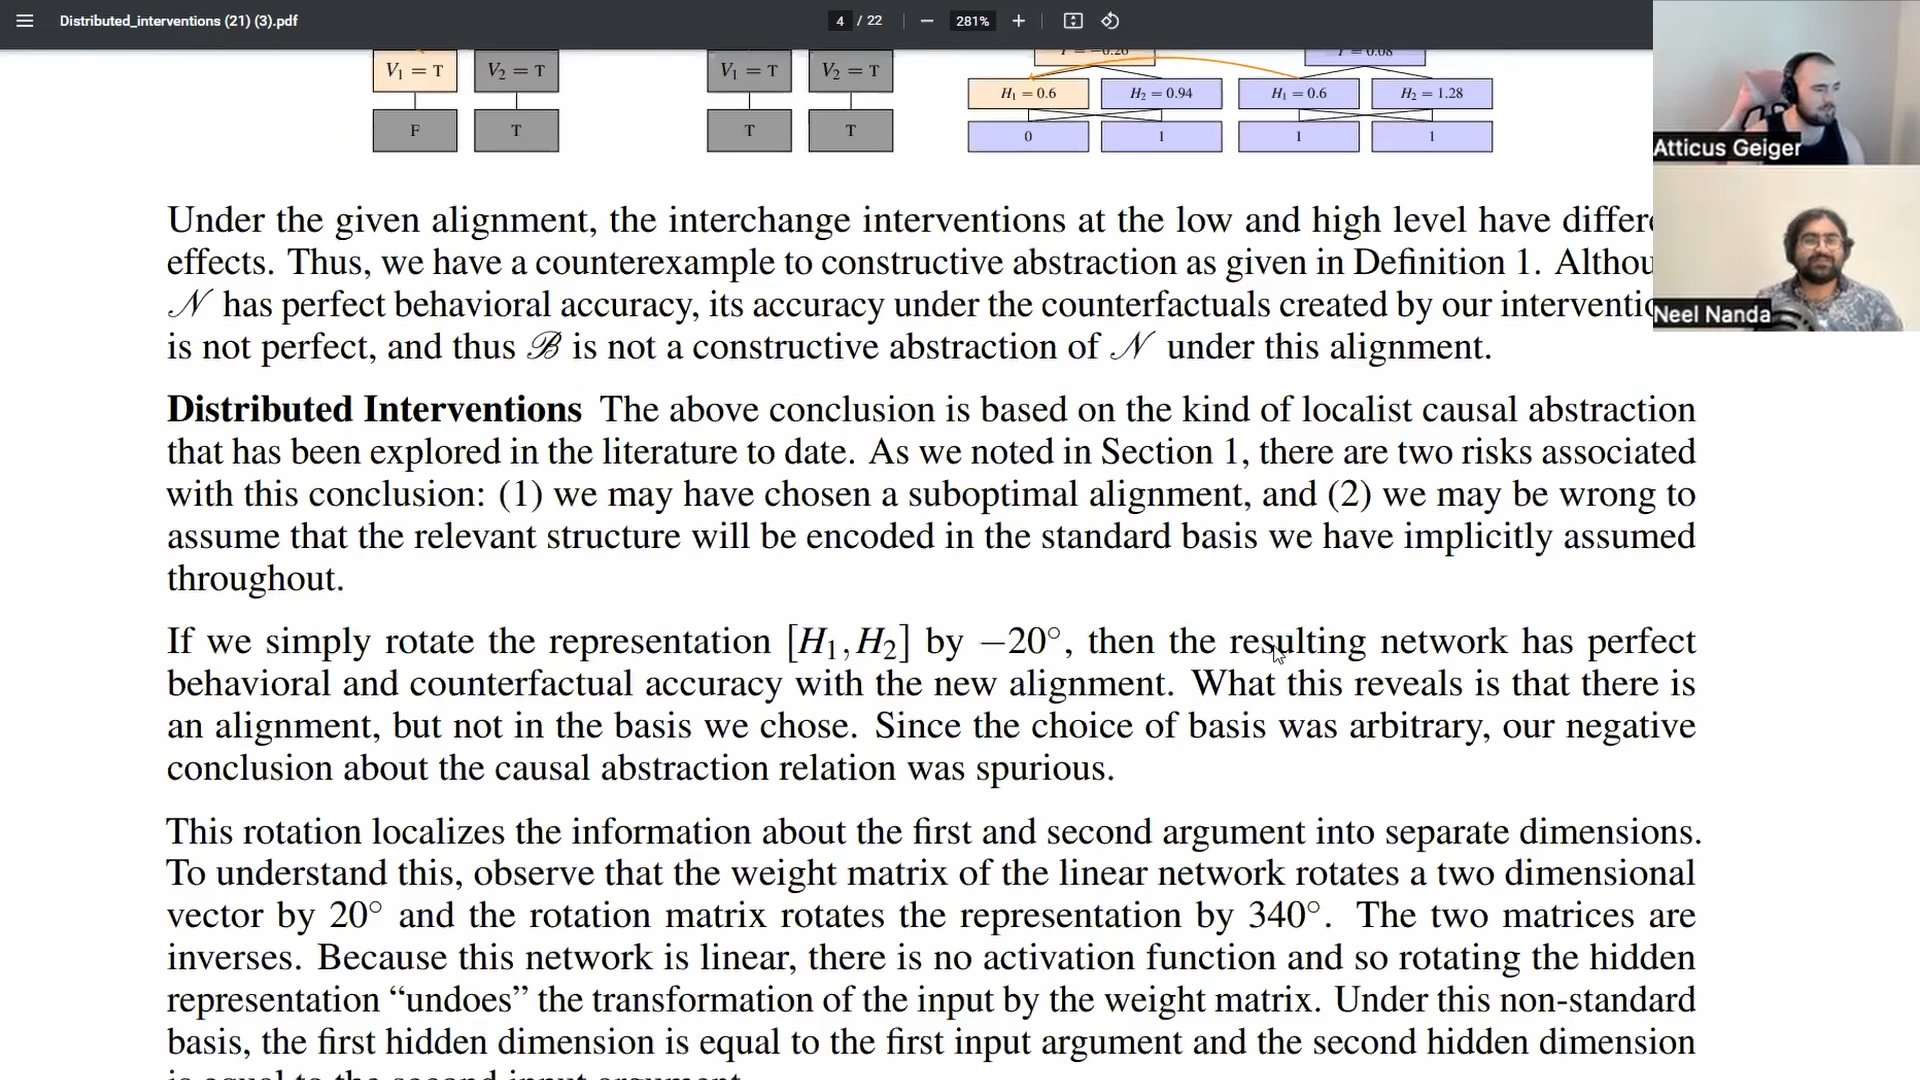 Distributed_interventions (21) (3).pdf
4 / 22
281%
V₁ = T
V₂ = T
V₁ = T
V₂ = T
H₁ = 0.6
H₂ = 0.94
H₁ = 0.6
H₂ = 1.28
F
T
T
T
0
1
1
1
Atticus Geiger
Neel Nanda
Under the given alignment, the interchange interventions at the low and high level have differe
effects. Thus, we have a counterexample to constructive abstraction as given in Definition 1. Althou
𝒩 has perfect behavioral accuracy, its accuracy under the counterfactuals created by our interventio
is not perfect, and thus ℬ is not a constructive abstraction of 𝒩 under this alignment.
Distributed Interventions The above conclusion is based on the kind of localist causal abstraction
that has been explored in the literature to date. As we noted in Section 1, there are two risks associated
with this conclusion: (1) we may have chosen a suboptimal alignment, and (2) we may be wrong to
assume that the relevant structure will be encoded in the standard basis we have implicitly assumed
throughout.
If we simply rotate the representation [H₁, H₂] by −20°, then the resulting network has perfect
behavioral and counterfactual accuracy with the new alignment. What this reveals is that there is
an alignment, but not in the basis we chose. Since the choice of basis was arbitrary, our negative
conclusion about the causal abstraction relation was spurious.
This rotation localizes the information about the first and second argument into separate dimensions.
To understand this, observe that the weight matrix of the linear network rotates a two dimensional
vector by 20° and the rotation matrix rotates the representation by 340°. The two matrices are
inverses. Because this network is linear, there is no activation function and so rotating the hidden
representation “undoes” the transformation of the input by the weight matrix. Under this non-standard
basis, the first hidden dimension is equal to the first input argument and the second hidden dimension
is equal to the second input argument.